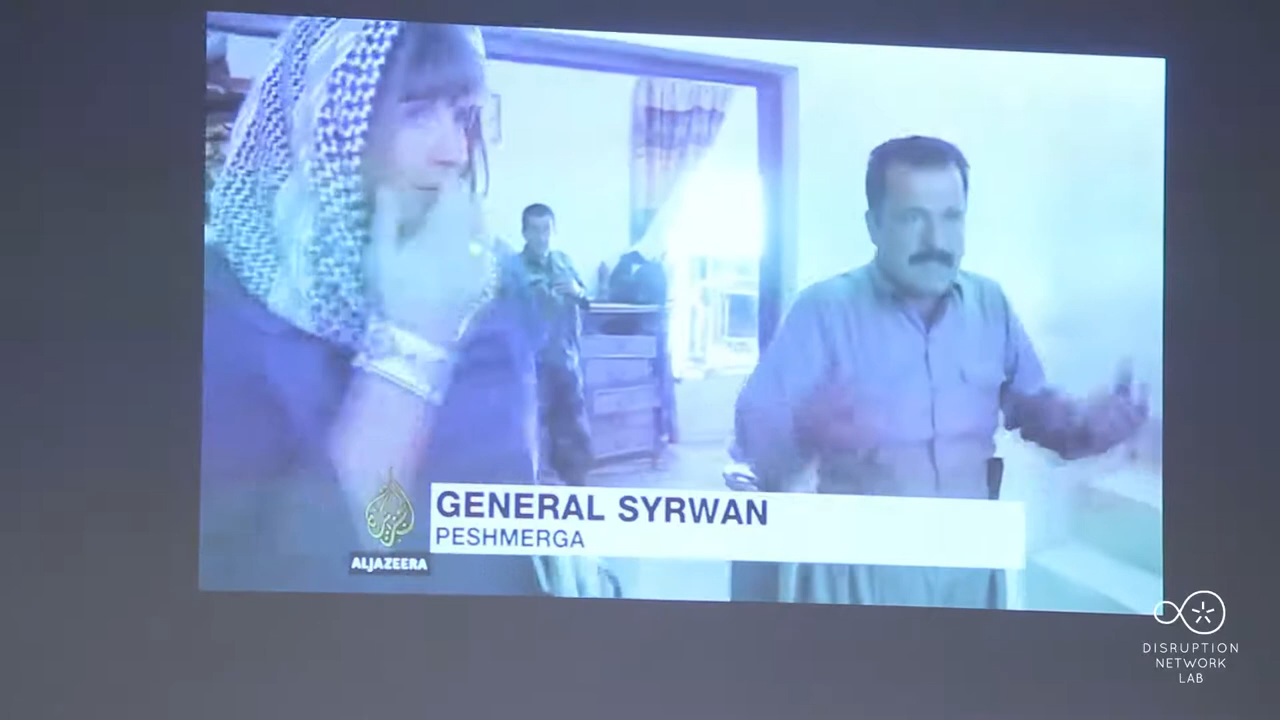 GENERAL SYRWAN
PESHMERGA
ALJAZEERA
DISRUPTION
NETWORK
LAB